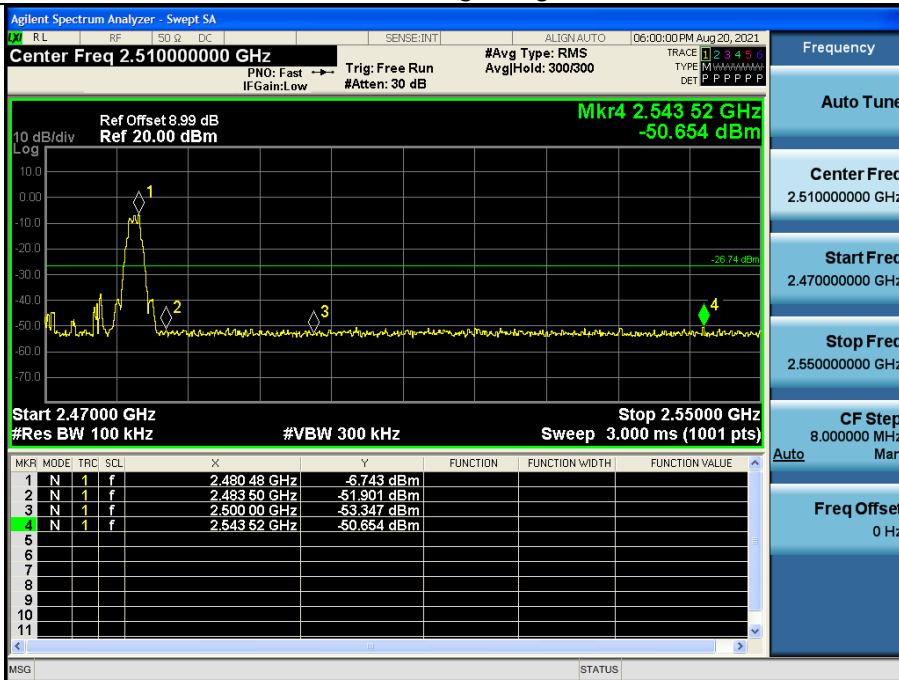 Agilent Spectrum Analyzer - Swept SA
LXI RL RF 50 Ω DC SENSE:INT ALIGN AUTO 06:00:00 PM Aug 20, 2021
Center Freq 2.510000000 GHz
PNO: Fast
IFGain:Low
Trig: Free Run
#Atten: 30 dB
#Avg Type: RMS
Avg|Hold: 300/300
TRACE 1 2 3 4 5 6
TYPE M WWWWW
DET P P P P P P
Ref Offset 8.99 dB
10 dB/div Ref 20.00 dBm
Log
Mkr4 2.543 52 GHz
-50.654 dBm
10.0
0.00
-10.0
-20.0
-30.0
-40.0
-50.0
-60.0
-70.0
1
2
3
4
-26.74 dBm
Start 2.47000 GHz Stop 2.55000 GHz
#Res BW 100 kHz #VBW 300 kHz Sweep 3.000 ms (1001 pts)
MKR MODE TRC SCL X Y FUNCTION FUNCTION WIDTH FUNCTION VALUE
1 N 1 f 2.480 48 GHz -6.743 dBm
2 N 1 f 2.483 50 GHz -51.901 dBm
3 N 1 f 2.500 00 GHz -53.347 dBm
4 N 1 f 2.543 52 GHz -50.654 dBm
5
6
7
8
9
10
11
MSG STATUS
Frequency
Auto Tune
Center Freq
2.510000000 GHz
Start Freq
2.470000000 GHz
Stop Freq
2.550000000 GHz
CF Step
8.000000 MHz
Auto Man
Freq Offset
0 Hz